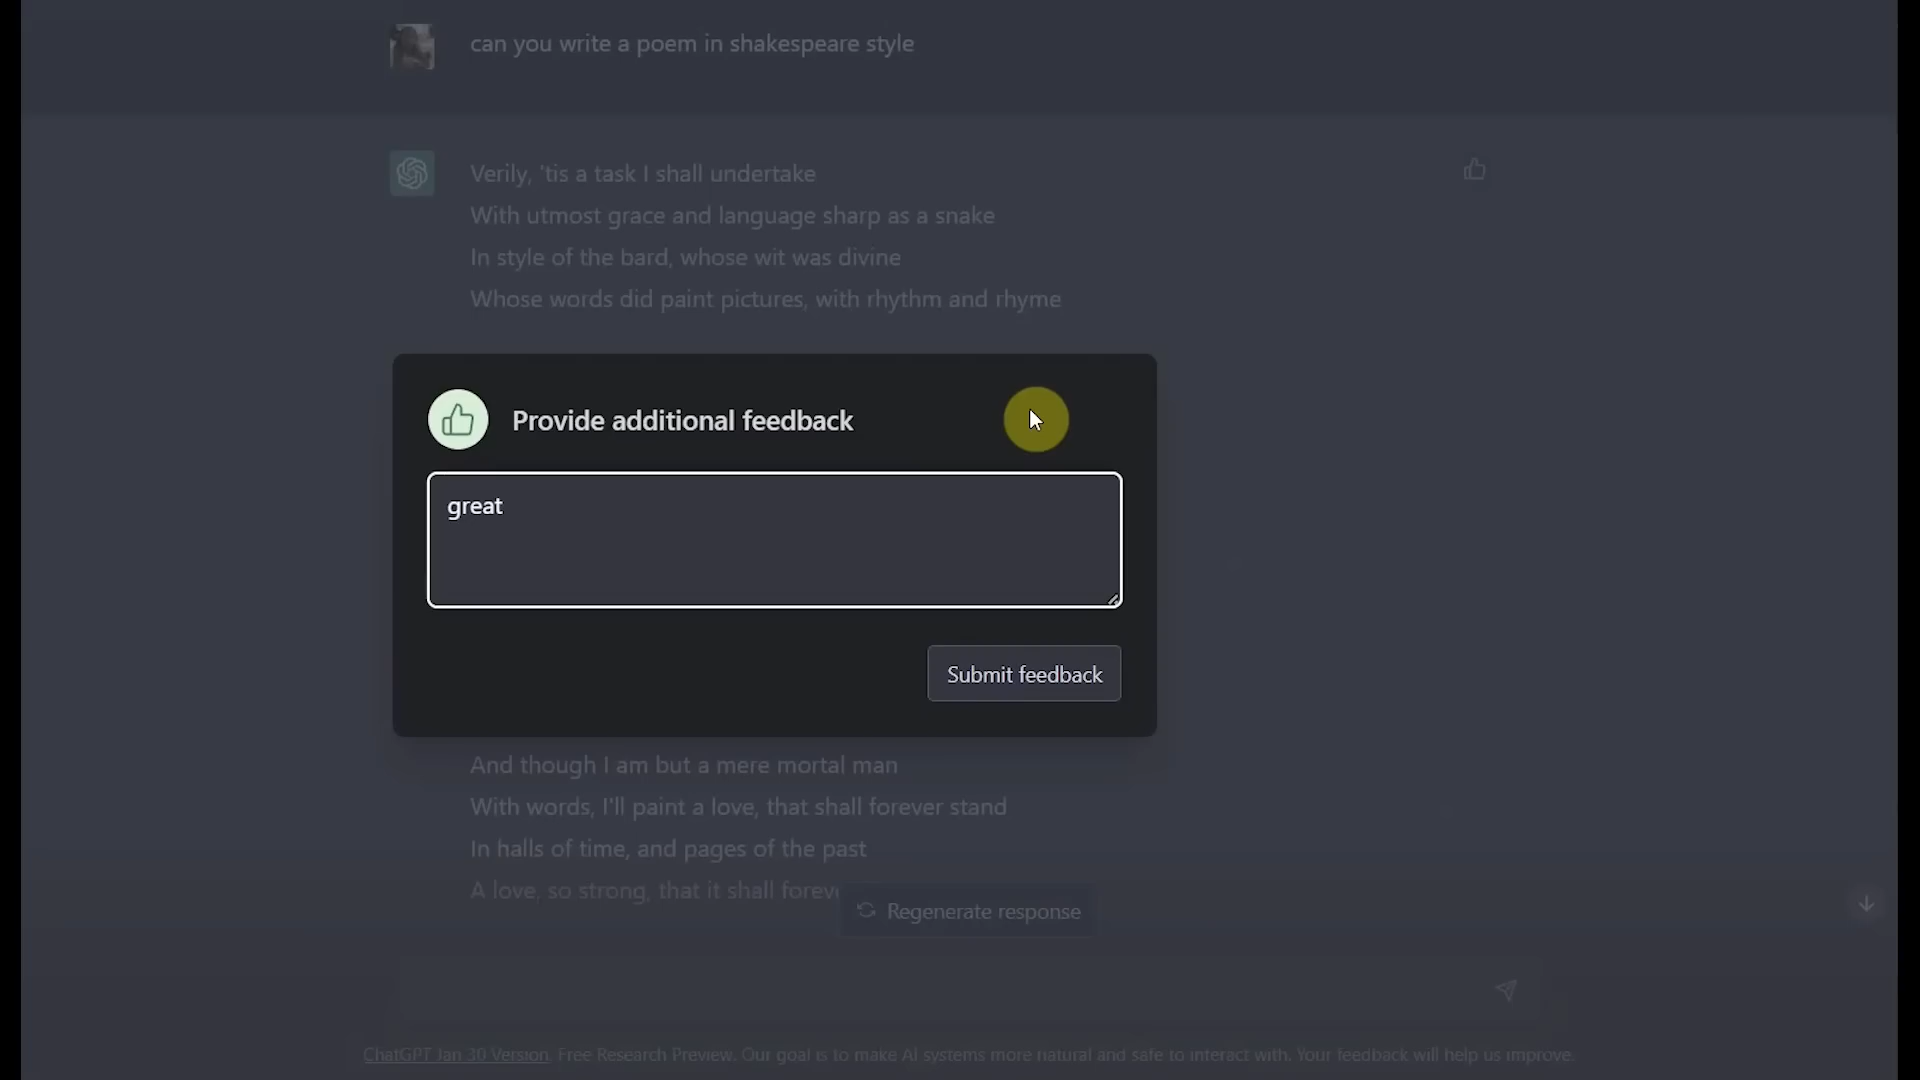 can you write a poem in shakespeare style
Verily, 'tis a task I shall undertake
With utmost grace and language sharp as a snake
In style of the bard, whose wit was divine
Whose words did paint pictures, with rhythm and rhyme
Provide additional feedback
great
Submit feedback
And though I am but a mere mortal man
With words, I'll paint a love, that shall forever stand
In halls of time, and pages of the past
A love, so strong, that it shall
Regenerate response
ChatGPT Jan 30 Version. Free Research Preview. Our goal is to make AI systems more natural and safe to interact with. Your feedback will help us improve.